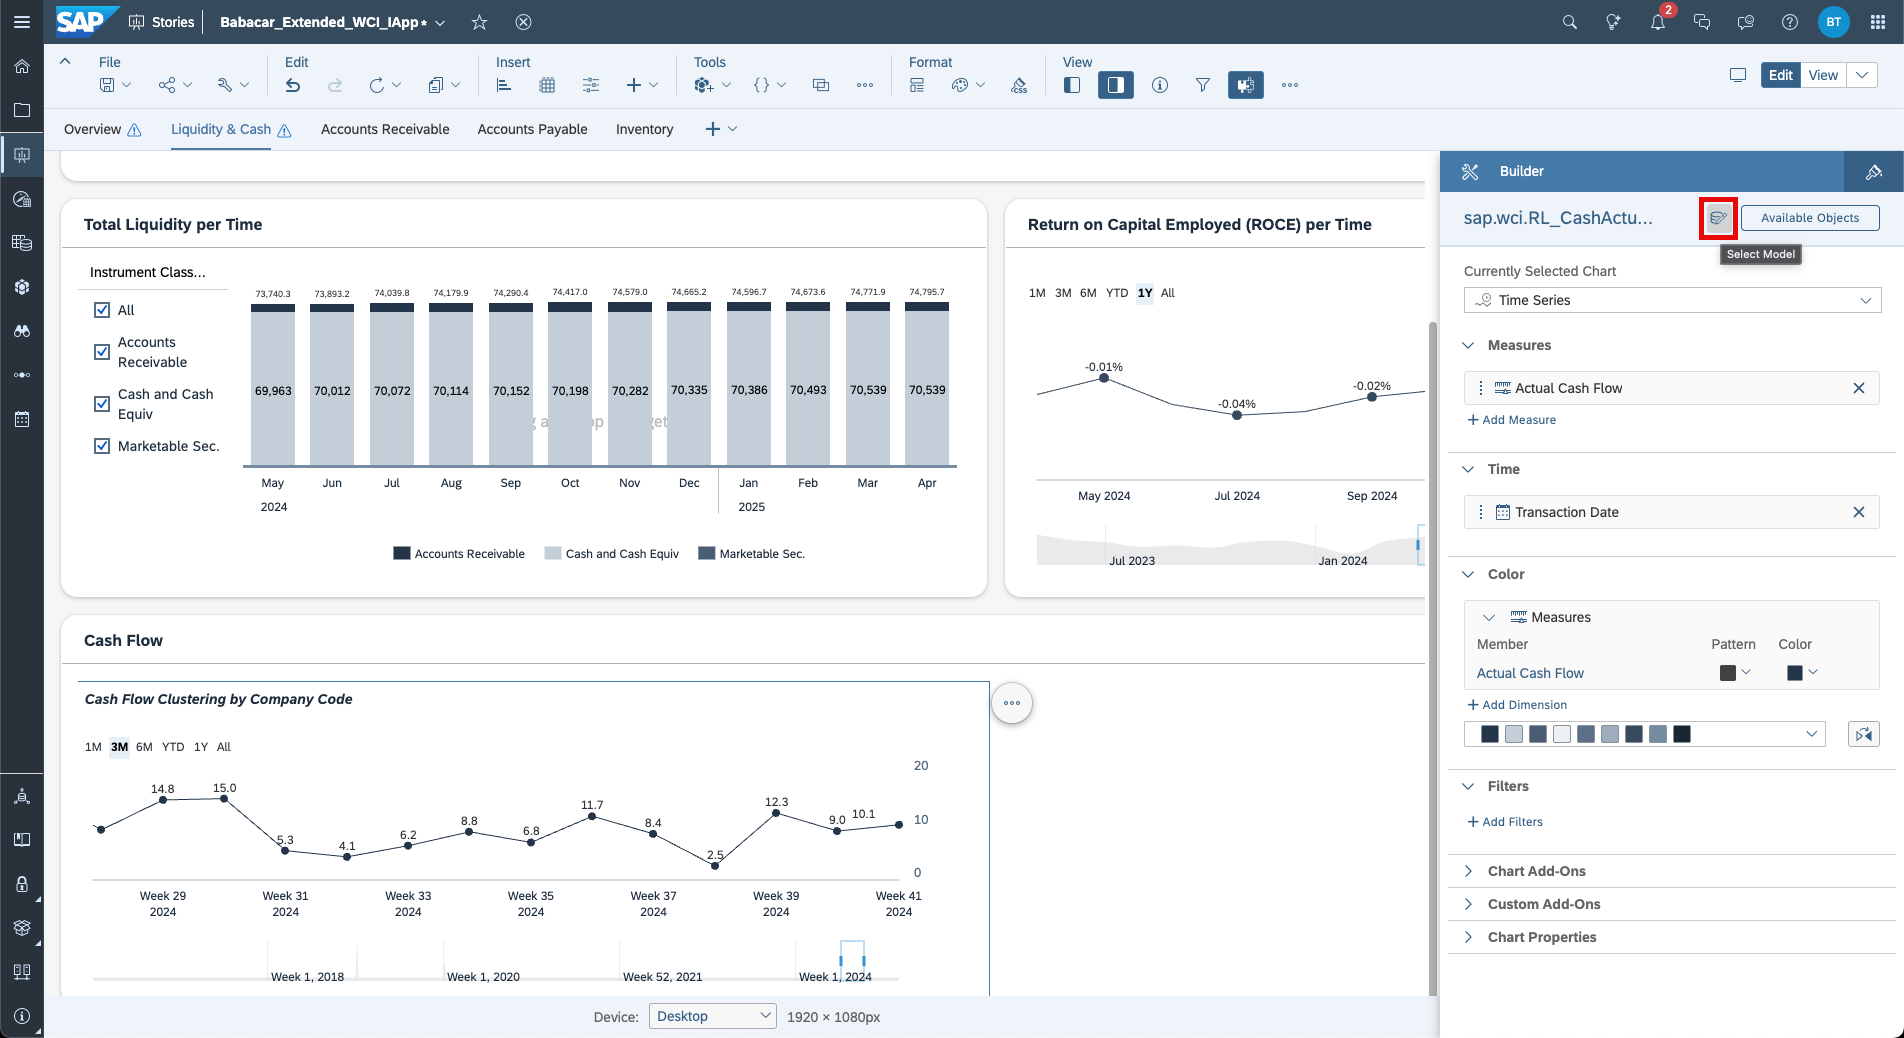 SAP
Stories
Babacar_Extended_WCI_IApp*
2
BT
File
Edit
Insert
Tools
Format
View
CSS
Edit
View
Overview
Liquidity & Cash
Accounts Receivable
Accounts Payable
Inventory
Builder
sap.wci.RL_CashActu...
Available Objects
Select Model
Total Liquidity per Time
Instrument Class...
All
Accounts
Receivable
Cash and Cash
Equiv
Marketable Sec.
73,740.3 73,893.2 74,039.8 74,179.9 74,290.4 74,417.0 74,579.0 74,665.2 74,596.7 74,673.6 74,771.9 74,795.7
69,963 70,012 70,072 70,114 70,152 70,198 70,282 70,335 70,386 70,493 70,539 70,539
May Jun Jul Aug Sep Oct Nov Dec Jan Feb Mar Apr
2024 2025
Accounts Receivable Cash and Cash Equiv Marketable Sec.
Return on Capital Employed (ROCE) per Time
1M 3M 6M YTD 1Y All
-0.01%
-0.04%
-0.02%
May 2024 Jul 2024 Sep 2024
Jul 2023 Jan 2024
Cash Flow
Cash Flow Clustering by Company Code
1M 3M 6M YTD 1Y All
20
10
0
14.8 15.0 5.3 4.1 6.2 8.8 6.8 11.7 8.4 2.5 12.3 9.0 10.1
Week 29 Week 31 Week 33 Week 35 Week 37 Week 39 Week 41
2024 2024 2024 2024 2024 2024 2024
Week 1, 2018 Week 1, 2020 Week 52, 2021 Week 1, 2024
Device: Desktop 1920 × 1080px
Currently Selected Chart
Time Series
Measures
Actual Cash Flow
+ Add Measure
Time
Transaction Date
Color
Measures
Member Pattern Color
Actual Cash Flow
+ Add Dimension
Filters
+ Add Filters
Chart Add-Ons
Custom Add-Ons
Chart Properties